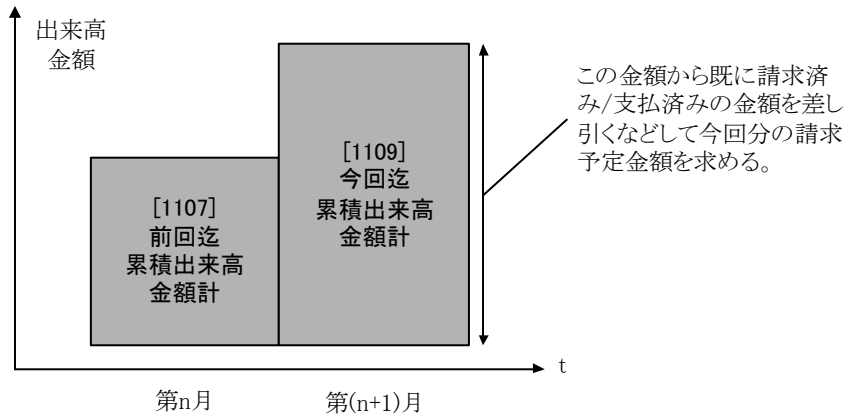 出来高
金額
この金額から既に請求済
み/支払済みの金額を差し
引くなどして今回分の請求
予定金額を求める。
[1109]
今回迄
累積出来高
金額計
[1107]
前回迄
累積出来高
金額計
t
第n月
第(n+1)月